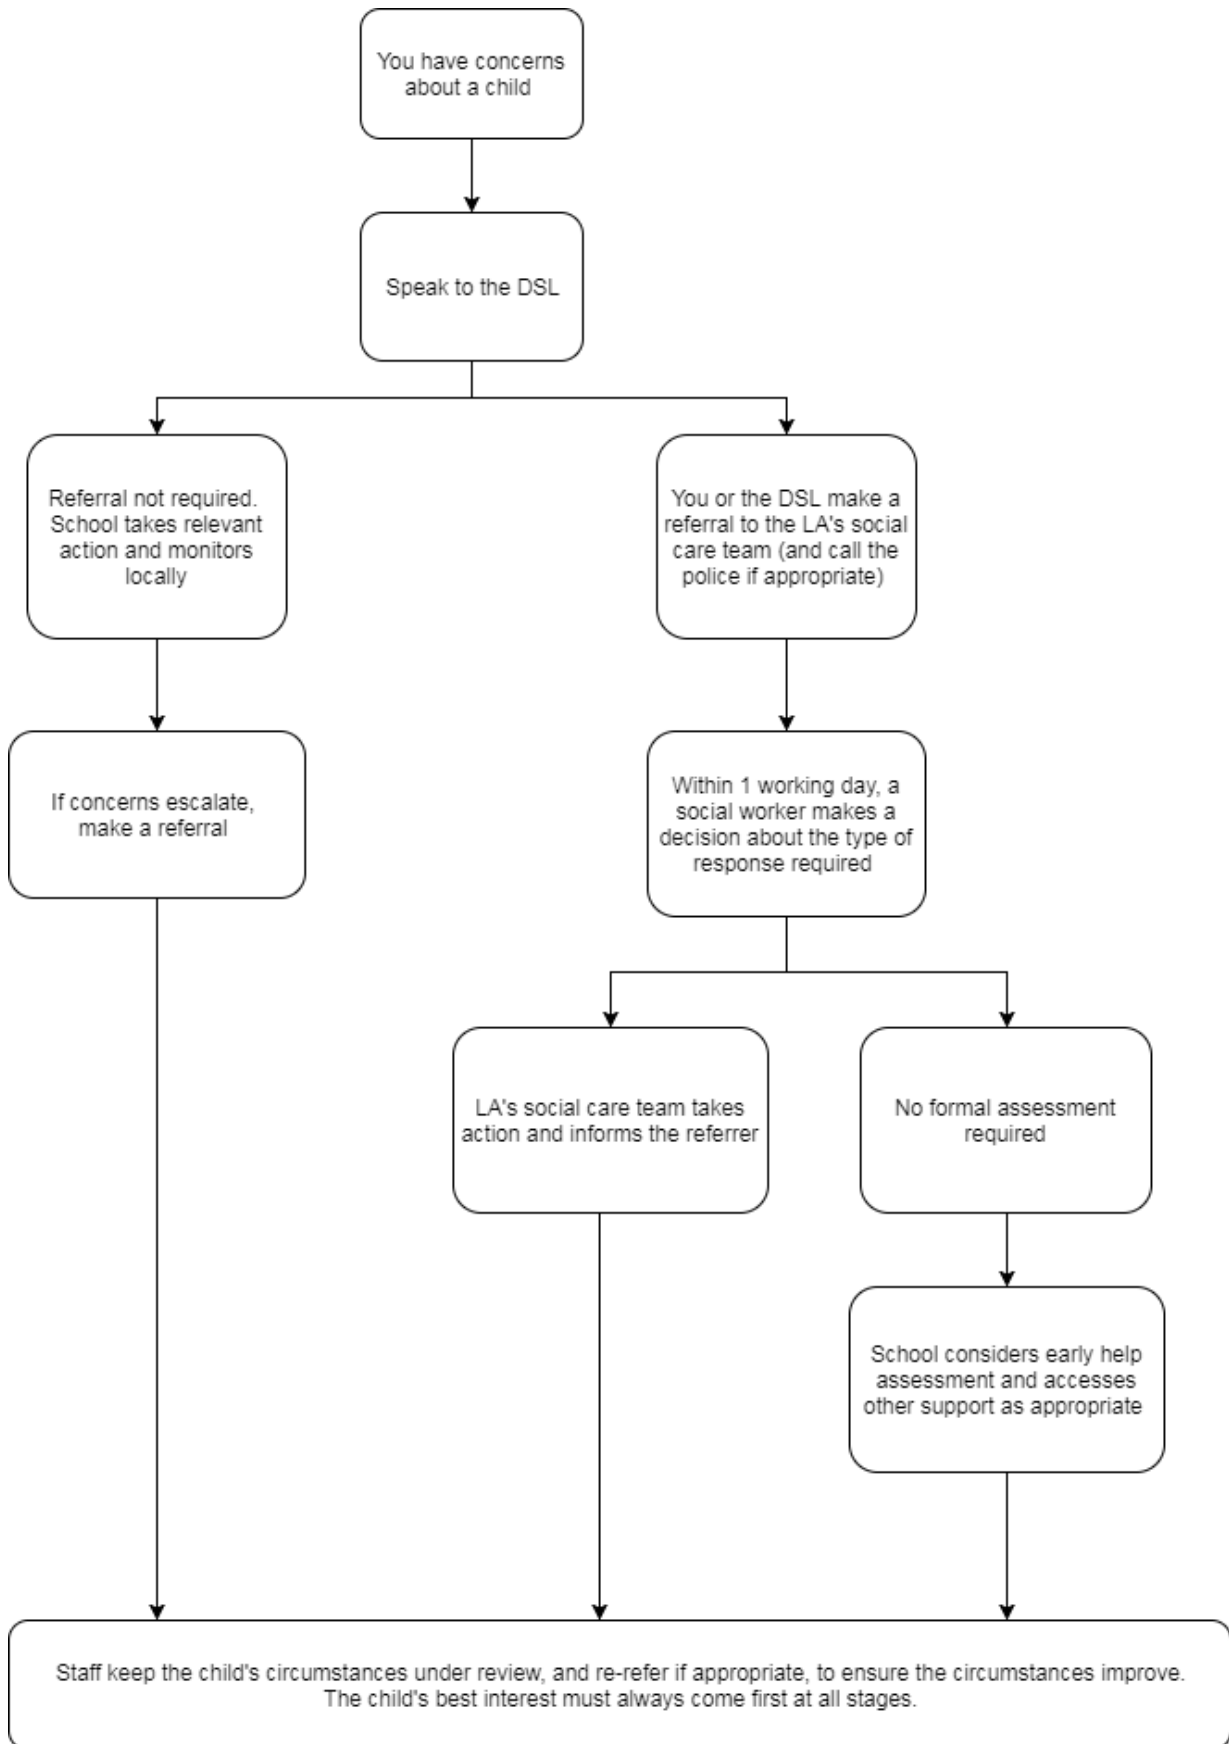 You have concerns
about a child
Speak to the DSL
Referral not required.
School takes relevant
action and monitors
locally
You or the DSL make a
referral to the LA's social
care team (and call the
police if appropriate)
If concerns escalate,
make a referral
Within 1 working day, a
social worker makes a
decision about the type of
response required
LA's social care team takes
action and informs the referrer
No formal assessment
required
School considers early help
assessment and accesses
other support as appropriate
Staff keep the child's circumstances under review, and re-refer if appropriate, to ensure the circumstances improve.
The child's best interest must always come first at all stages.